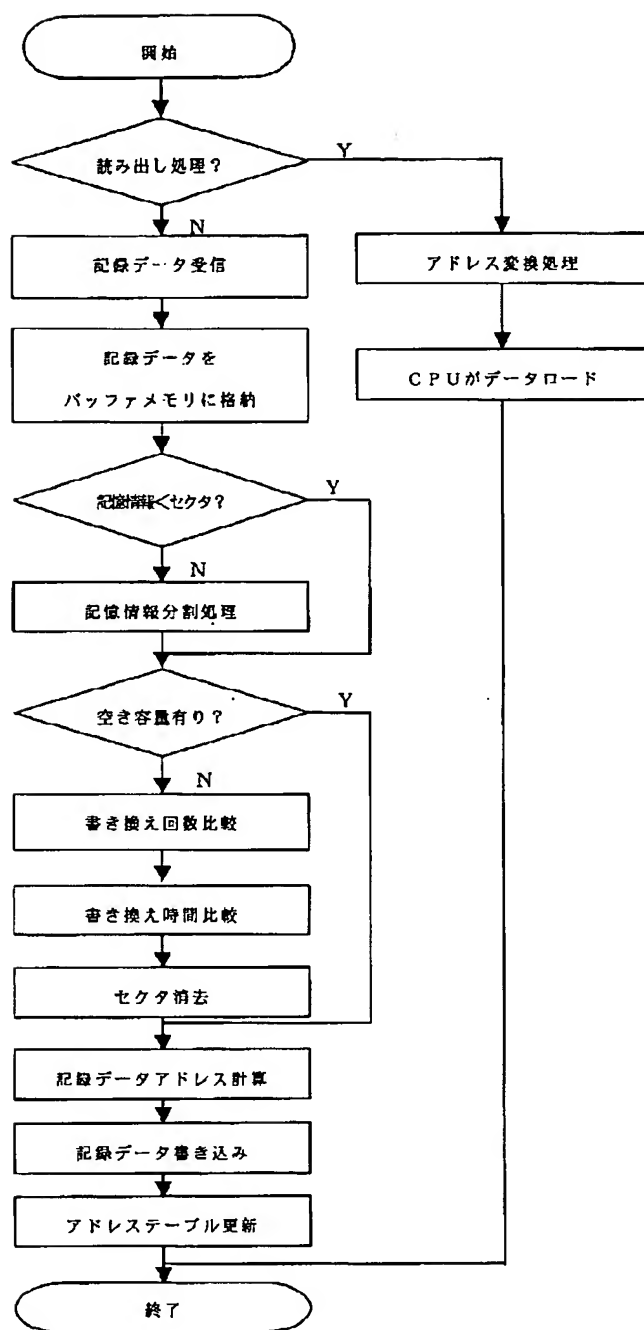 開始
読み出し処理？
Y
N
記録データ受信
アドレス変換処理
記録データを
バッファメモリに格納
CPUがデータロード
記憶情報＜セクタ？
Y
N
記憶情報分割処理
空き容量有り？
Y
N
書き換え回数比較
書き換え時間比較
セクタ消去
記録データアドレス計算
記録データ書き込み
アドレステーブル更新
終了